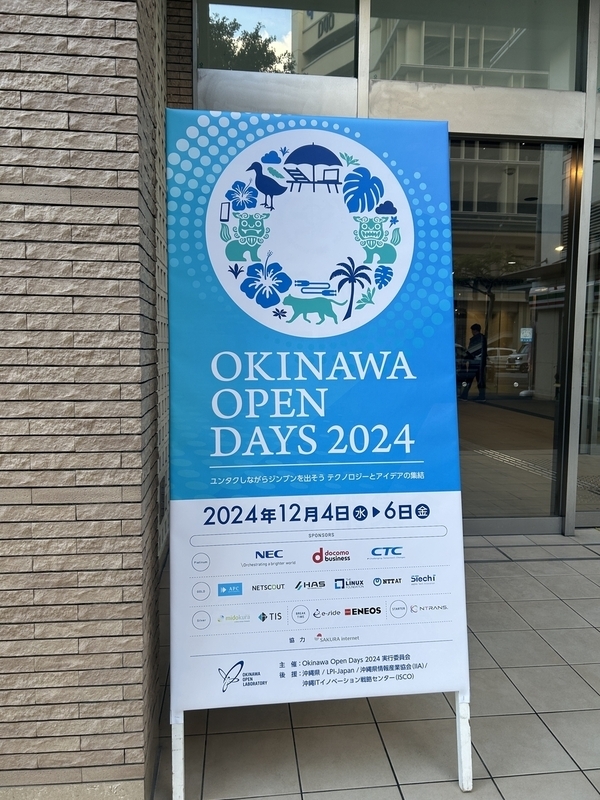 OKINAWA
OPEN
DAYS 2024
ユンタクしながらジンブンを出そう テクノロジーとアイデアの集結
2024年12月4日水▶6日金
SPONSORS
NEC
\Orchestrating a brighter world
docomo business
CTC
GOLD
APC
NETSCOUT
HAS
LINUX
NTTAT
5iechi
TIS
e-ride
ENEOS
NTRANS.
協力
SAKURA internet
OKINAWA
OPEN
LABORATORY
主 催：Okinawa Open Days 2024 実行委員会
後 援：沖縄県 / LPI-Japan / 沖縄県情報産業協会(IIA) /
沖縄ITイノベーション戦略センター(ISCO)